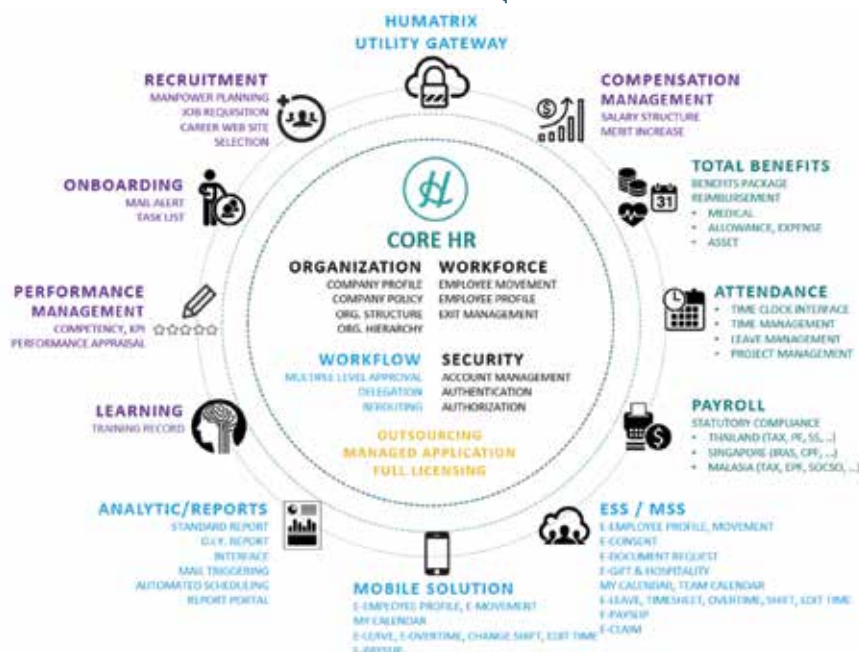 HUMATRIX
UTILITY GATEWAY
RECRUITMENT
MANPOWER PLANNING
JOB REQUISITION
CAREER WEB SITE
SELECTION
COMPENSATION
MANAGEMENT
SALARY STRUCTURE
MERIT INCREASE
ONBOARDING
MAIL ALERT
TASK LIST
TOTAL BENEFITS
BENEFITS PACKAGE
REIMBURSEMENT
• MEDICAL
• ALLOWANCE, EXPENSE
• ASSET
31
H
CORE HR
ORGANIZATION
COMPANY PROFILE
COMPANY POLICY
ORG. STRUCTURE
ORG. HIERARCHY
WORKFORCE
EMPLOYEE MOVEMENT
EMPLOYEE PROFILE
EXIT MANAGEMENT
WORKFLOW
MULTIPLE LEVEL APPROVAL
DELEGATION
REROUTING
SECURITY
ACCOUNT MANAGEMENT
AUTHENTICATION
AUTHORIZATION
OUTSOURCING
MANAGED APPLICATION
FULL LICENSING
PERFORMANCE
MANAGEMENT
COMPETENCY, KPI
PERFORMANCE APPRAISAL
ATTENDANCE
• TIME CLOCK INTERFACE
• TIME MANAGEMENT
• LEAVE MANAGEMENT
• PROJECT MANAGEMENT
LEARNING
TRAINING RECORD
PAYROLL
STATUTORY COMPLIANCE
• THAILAND (TAX, PF, SS, ...)
• SINGAPORE (IRAS, CPF, ...)
• MALASIA (TAX, EPF, SOCSO, ...)
ANALYTIC/REPORTS
STANDARD REPORT
D.I.Y. REPORT
INTERFACE
MAIL TRIGGERING
AUTOMATED SCHEDULING
REPORT PORTAL
MOBILE SOLUTION
E-EMPLOYEE PROFILE, E-MOVEMENT
MY CALENDAR
E-LEAVE, E-OVERTIME, CHANGE SHIFT, EDIT TIME
E-PAYSLIP
ESS / MSS
E-EMPLOYEE PROFILE, MOVEMENT
E-CONSENT
E-DOCUMENT REQUEST
E-GIFT & HOSPITALITY
MY CALENDAR, TEAM CALENDAR
E-LEAVE, TIMESHEET, OVERTIME, SHIFT, EDIT TIME
E-PAYSLIP
E-CLAIM